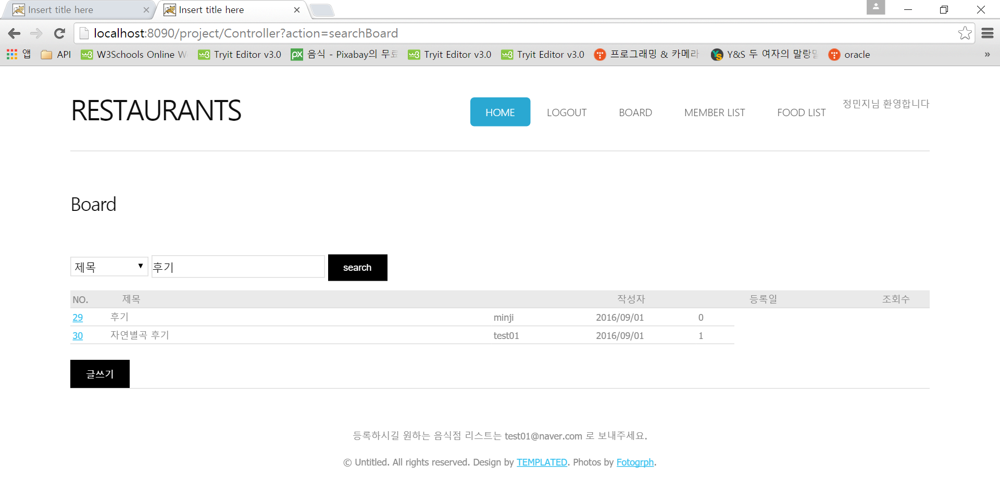 Insert title here
Insert title here
localhost:8090/project/Controller?action=searchBoard
앱 API W3Schools Online W Tryit Editor v3.0 음식 - Pixabay의 무료 Tryit Editor v3.0 Tryit Editor v3.0 프로그래밍 & 카메라 Y&S 두 여자의 말랑말 oracle »
RESTAURANTS
HOME LOGOUT BOARD MEMBER LIST FOOD LIST 정민지님 환영합니다
Board
제목 후기 search
NO. 제목 작성자 등록일 조회수
29 후기 minji 2016/09/01 0
30 자연별곡 후기 test01 2016/09/01 1
글쓰기
등록하시길 원하는 음식점 리스트는 test01@naver.com 로 보내주세요.
© Untitled. All rights reserved. Design by TEMPLATED. Photos by Fotogrph.